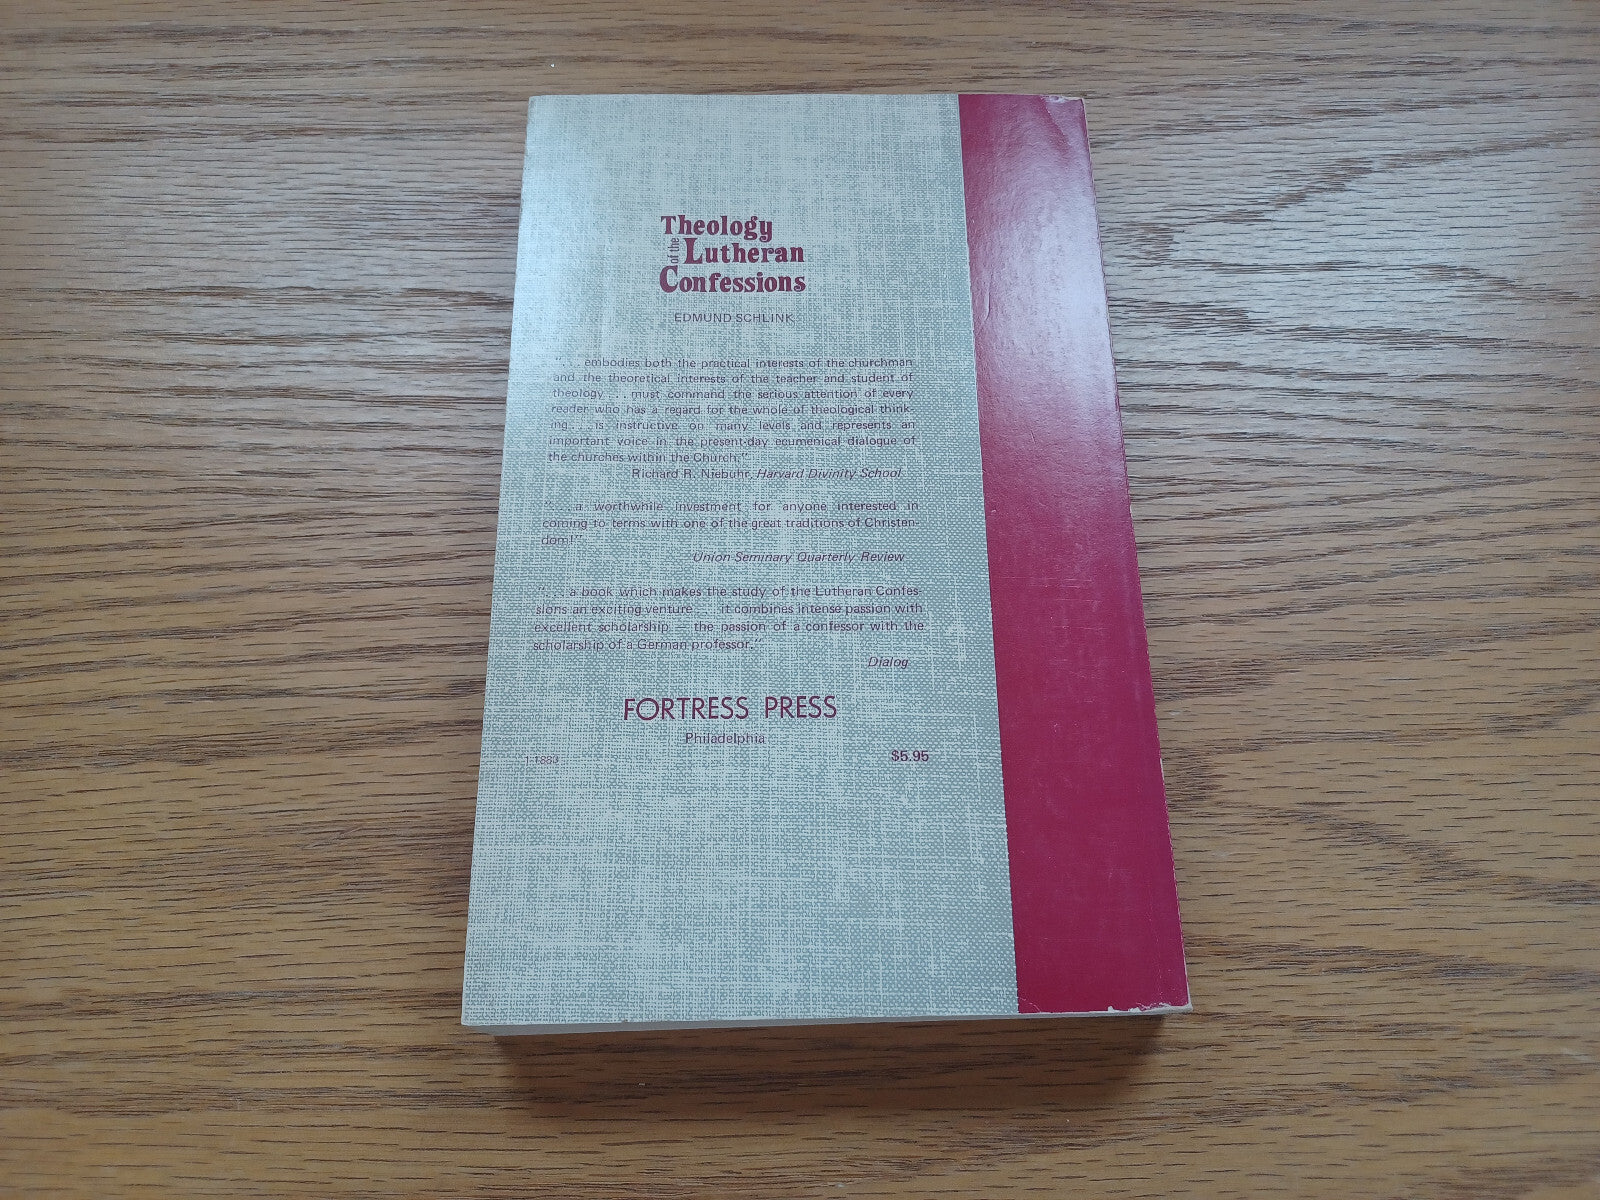 Theology
of the Lutheran
Confessions
EDMUND SCHLINK
". . . embodies both the practical interests of the churchman
and the theoretical interests of the teacher and student of
theology . . . must command the serious attention of every
reader who has a regard for the whole of theological think-
ing. . . is instructive on many levels and represents an
important voice in the present-day ecumenical dialogue of
the churches within the Church."
Richard R. Niebuhr, Harvard Divinity School
". . . a worthwhile investment for anyone interested in
coming to terms with one of the great traditions of Christen-
dom!"
Union Seminary Quarterly Review
". . . a book which makes the study of the Lutheran Confes-
sions an exciting venture . . . it combines intense passion with
excellent scholarship — the passion of a confessor with the
scholarship of a German professor."
Dialog
FORTRESS PRESS
Philadelphia
1-1883 $5.95